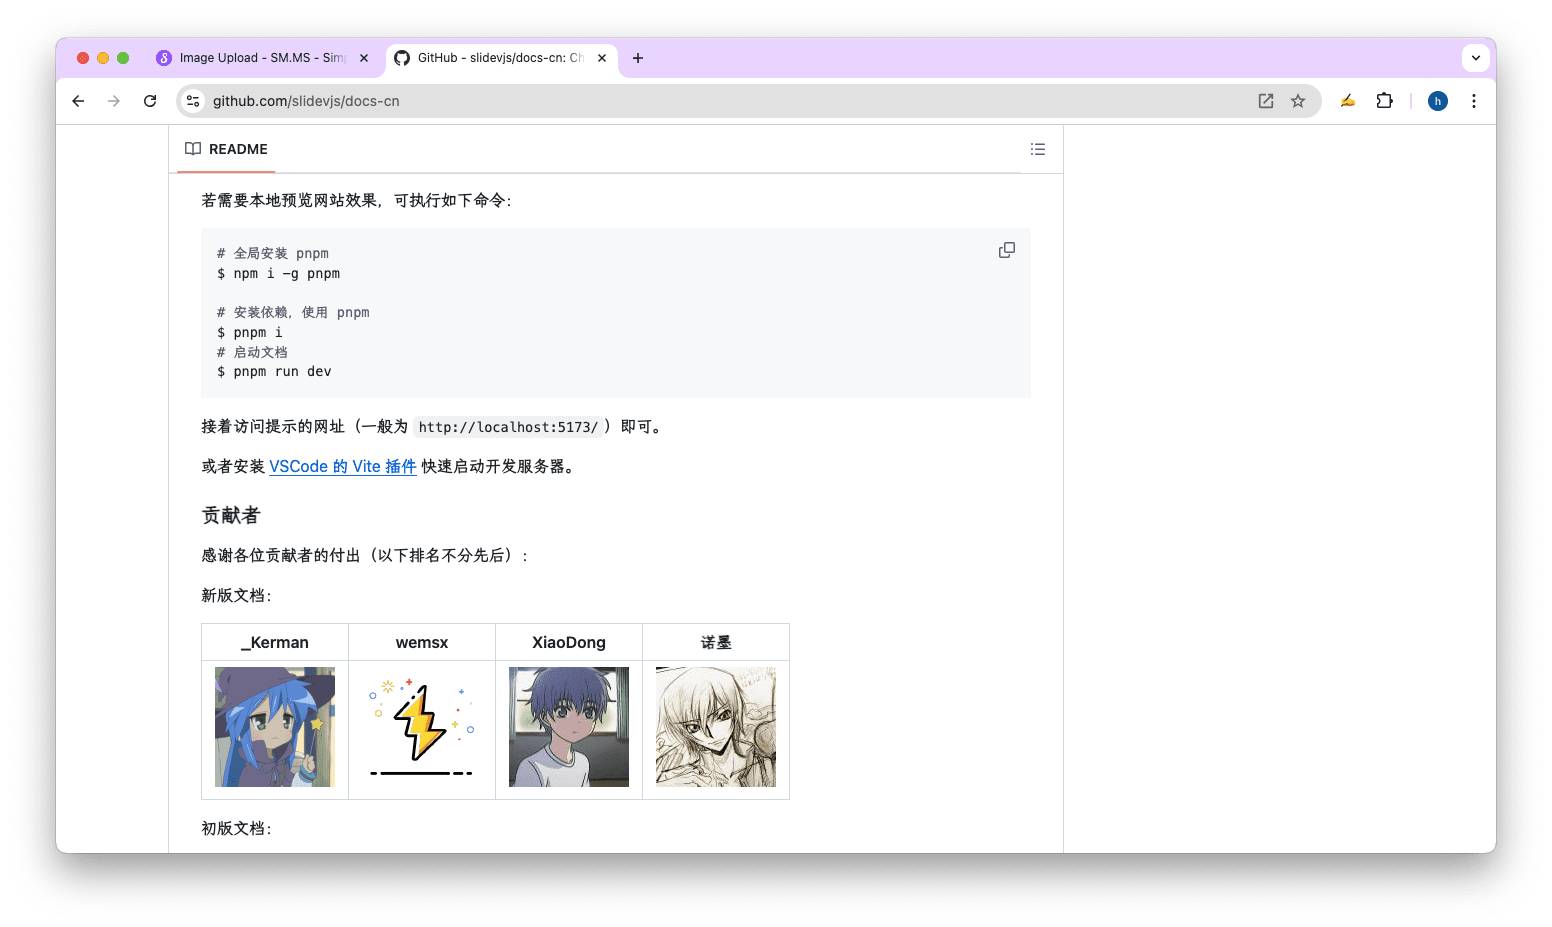 Image Upload - SM.MS - Sim
GitHub - slidevjs/docs-cn: Ch
github.com/slidevjs/docs-cn
h
README
若需要本地预览网站效果，可执行如下命令：
# 全局安装 pnpm
$ npm i -g pnpm
# 安装依赖，使用 pnpm
$ pnpm i
# 启动文档
$ pnpm run dev
接着访问提示的网址（一般为 http://localhost:5173/）即可。
或者安装 VSCode 的 Vite 插件 快速启动开发服务器。
贡献者
感谢各位贡献者的付出（以下排名不分先后）：
新版文档：
_Kerman wemsx XiaoDong 诺墨
初版文档：